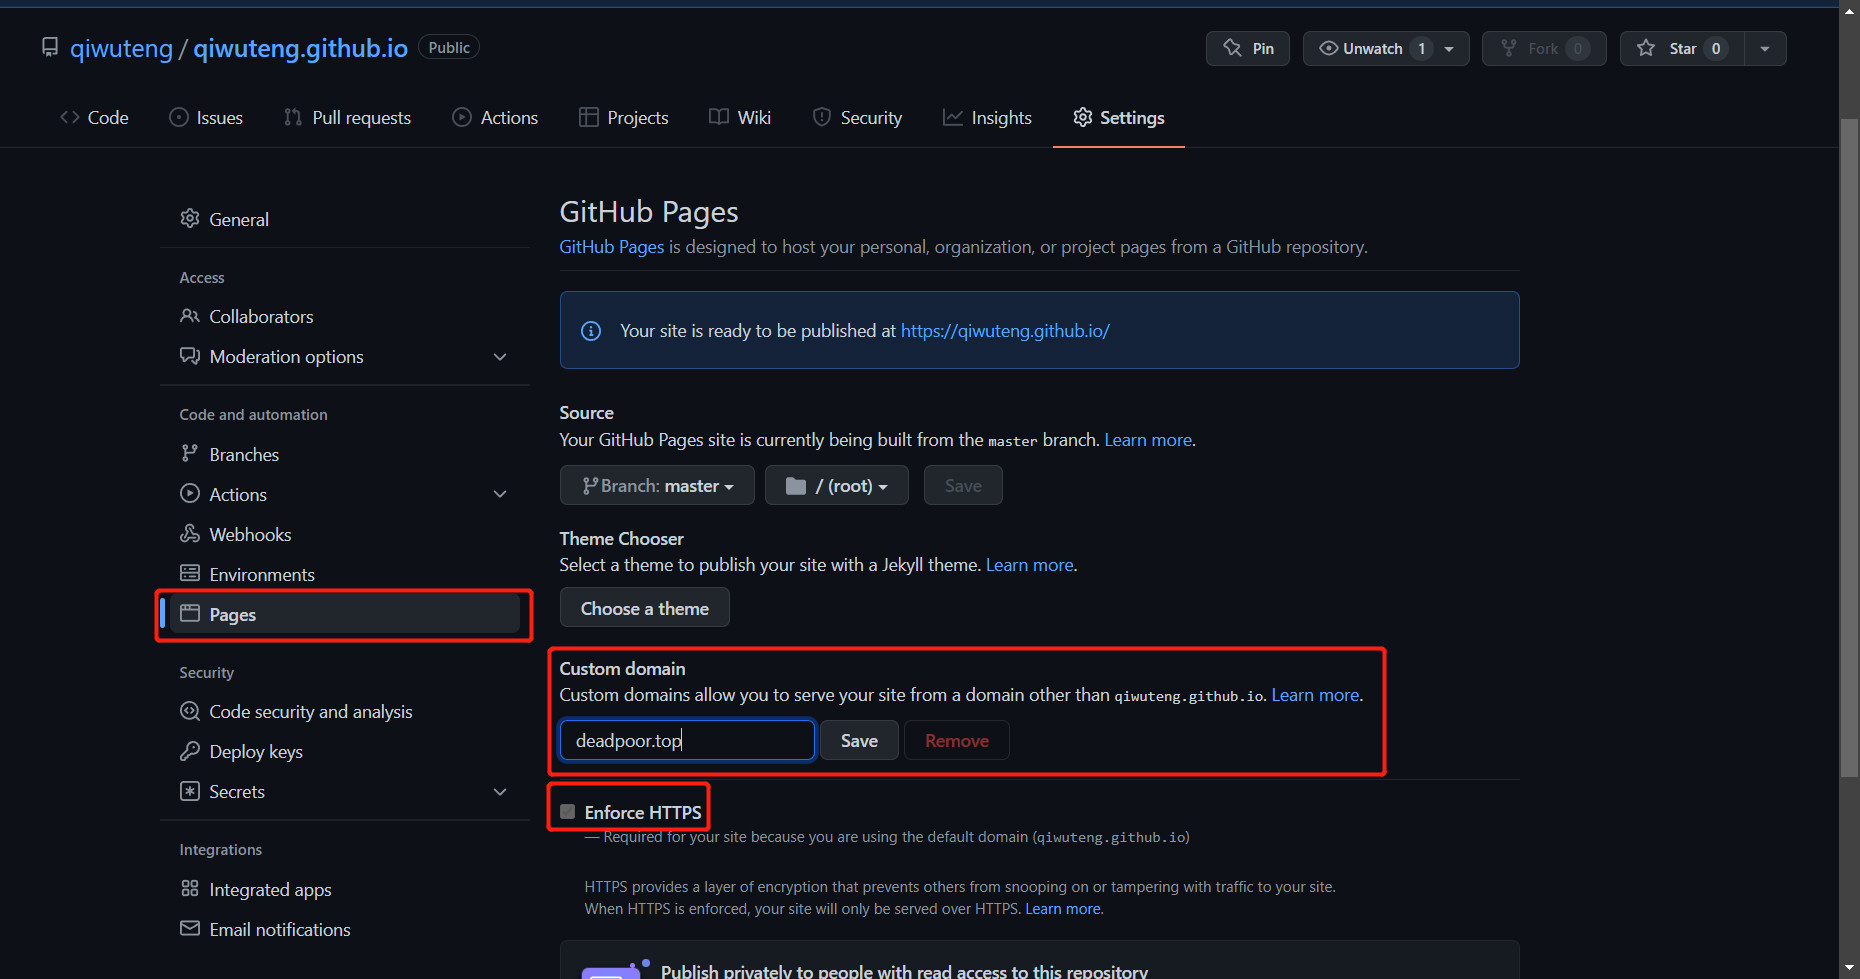 qiwuteng / qiwuteng.github.io Public
Pin
Unwatch 1
Fork 0
Star 0
Code
Issues
Pull requests
Actions
Projects
Wiki
Security
Insights
Settings
General
Access
Collaborators
Moderation options
Code and automation
Branches
Actions
Webhooks
Environments
Pages
Security
Code security and analysis
Deploy keys
Secrets
Integrations
Integrated apps
Email notifications
GitHub Pages
GitHub Pages is designed to host your personal, organization, or project pages from a GitHub repository.
Your site is ready to be published at https://qiwuteng.github.io/
Source
Your GitHub Pages site is currently being built from the master branch. Learn more.
Branch: master
/ (root)
Save
Theme Chooser
Select a theme to publish your site with a Jekyll theme. Learn more.
Choose a theme
Custom domain
Custom domains allow you to serve your site from a domain other than qiwuteng.github.io. Learn more.
deadpoor.top
Save
Remove
Enforce HTTPS
— Required for your site because you are using the default domain (qiwuteng.github.io)
HTTPS provides a layer of encryption that prevents others from snooping on or tampering with traffic to your site.
When HTTPS is enforced, your site will only be served over HTTPS. Learn more.
Publish privately to people with read access to this repository